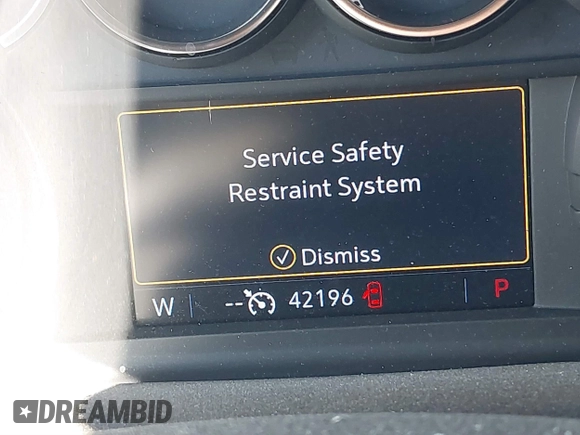 Service Safety
Restraint System
Dismiss
W -- 42196 P
DREAMBID